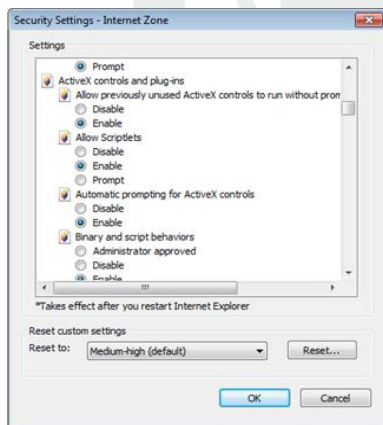 Security Settings - Internet Zone
Settings
Prompt
ActiveX controls and plug-ins
Allow previously unused ActiveX controls to run without prom
Disable
Enable
Allow Scriptlets
Disable
Enable
Prompt
Automatic prompting for ActiveX controls
Disable
Enable
Binary and script behaviors
Administrator approved
Disable
Enable
*Takes effect after you restart Internet Explorer
Reset custom settings
Reset to: Medium-high (default) Reset...
OK Cancel